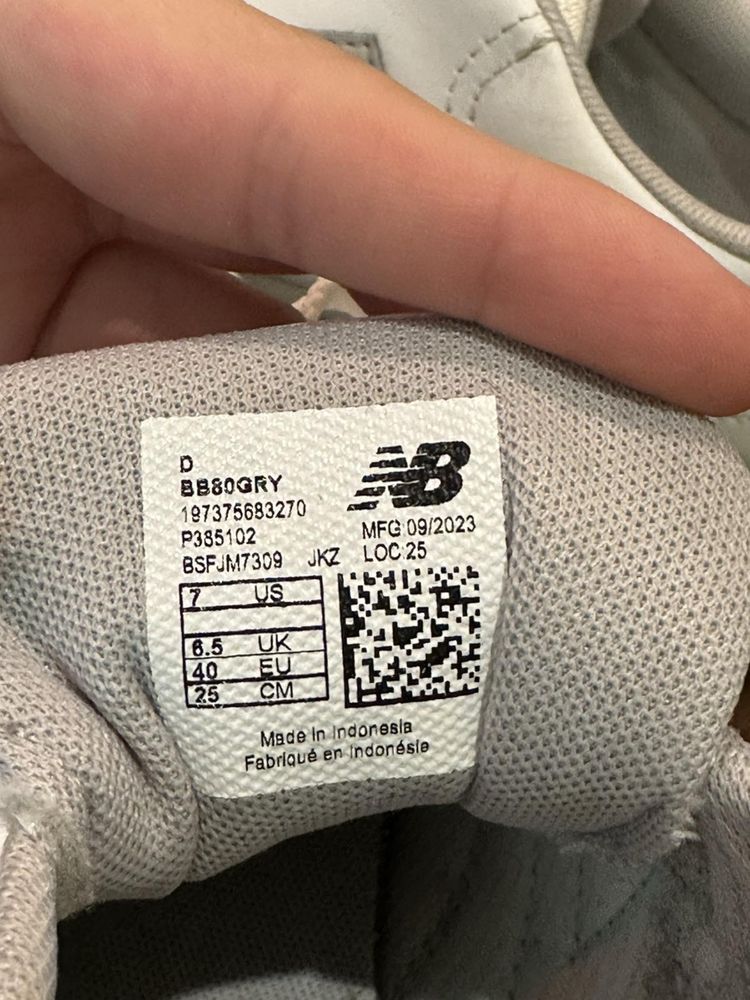 D
BB80GRY
197375683270
P385102
BSFJM7309 JKZ
NB
MFG 09/2023
LOC 25
7 US
6.5 UK
40 EU
25 CM
Made in Indonesia
Fabriqué en Indonésie